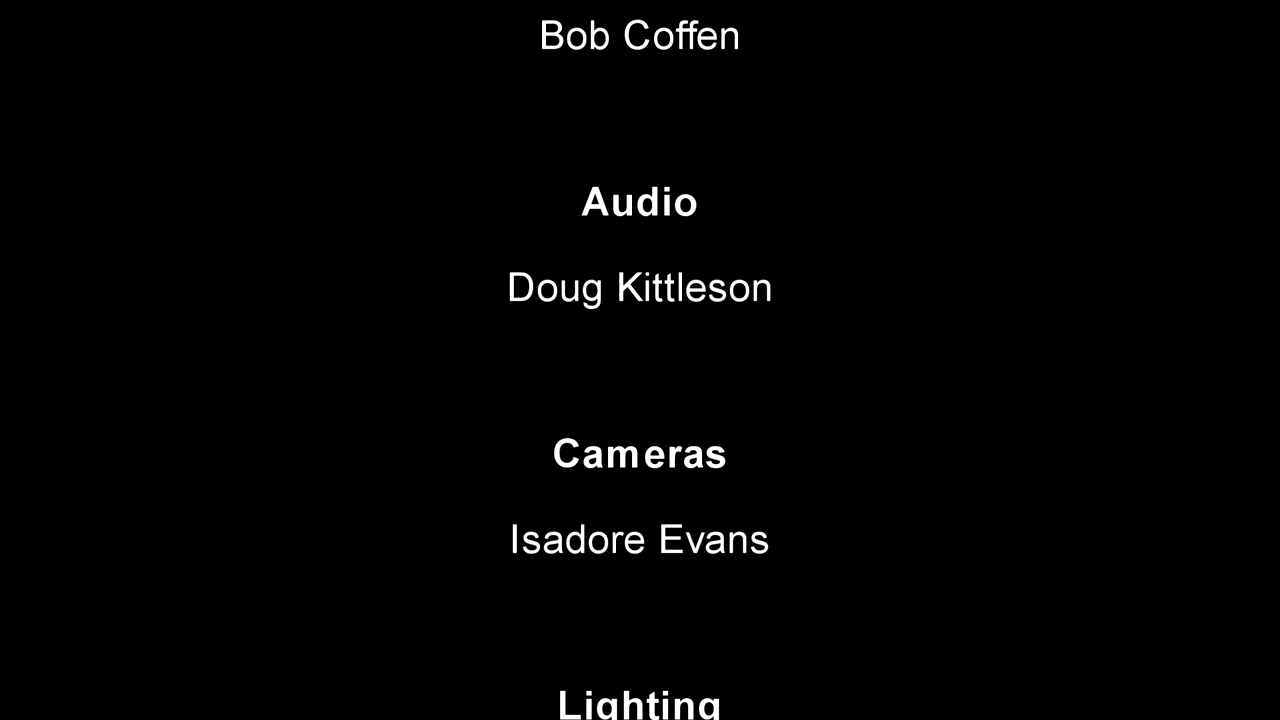 Bob Coffen
Audio
Doug Kittleson
Cameras
Isadore Evans
Lighting